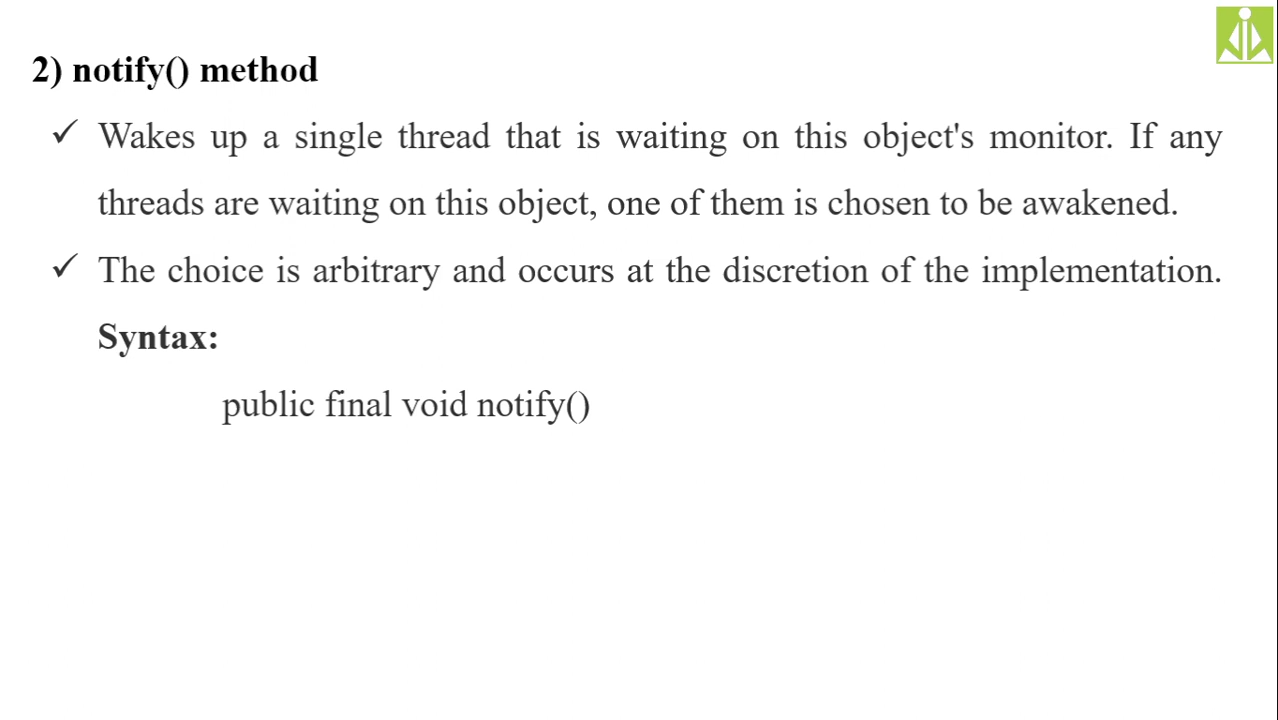 2) notify() method
✓ Wakes up a single thread that is waiting on this object's monitor. If any
threads are waiting on this object, one of them is chosen to be awakened.
✓ The choice is arbitrary and occurs at the discretion of the implementation.
Syntax:
public final void notify()